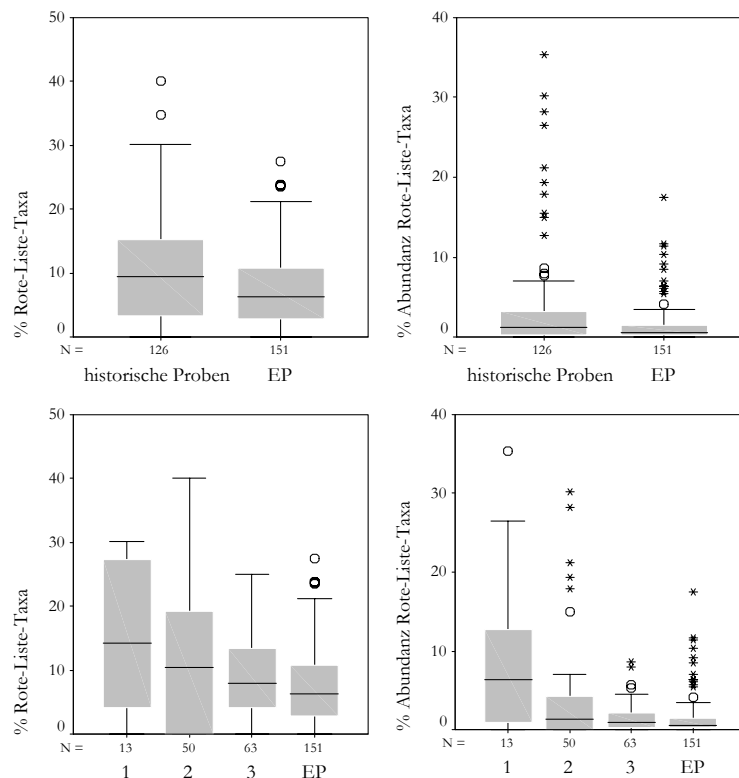 50
40
30
20
10
0
% Rote-Liste-Taxa
N = 126 151
historische Proben EP
40
30
20
10
0
% Abundanz Rote-Liste-Taxa
N = 126 151
historische Proben EP
50
40
30
20
10
0
% Rote-Liste-Taxa
N = 13 50 63 151
1 2 3 EP
40
30
20
10
0
% Abundanz Rote-Liste-Taxa
N = 13 50 63 151
1 2 3 EP